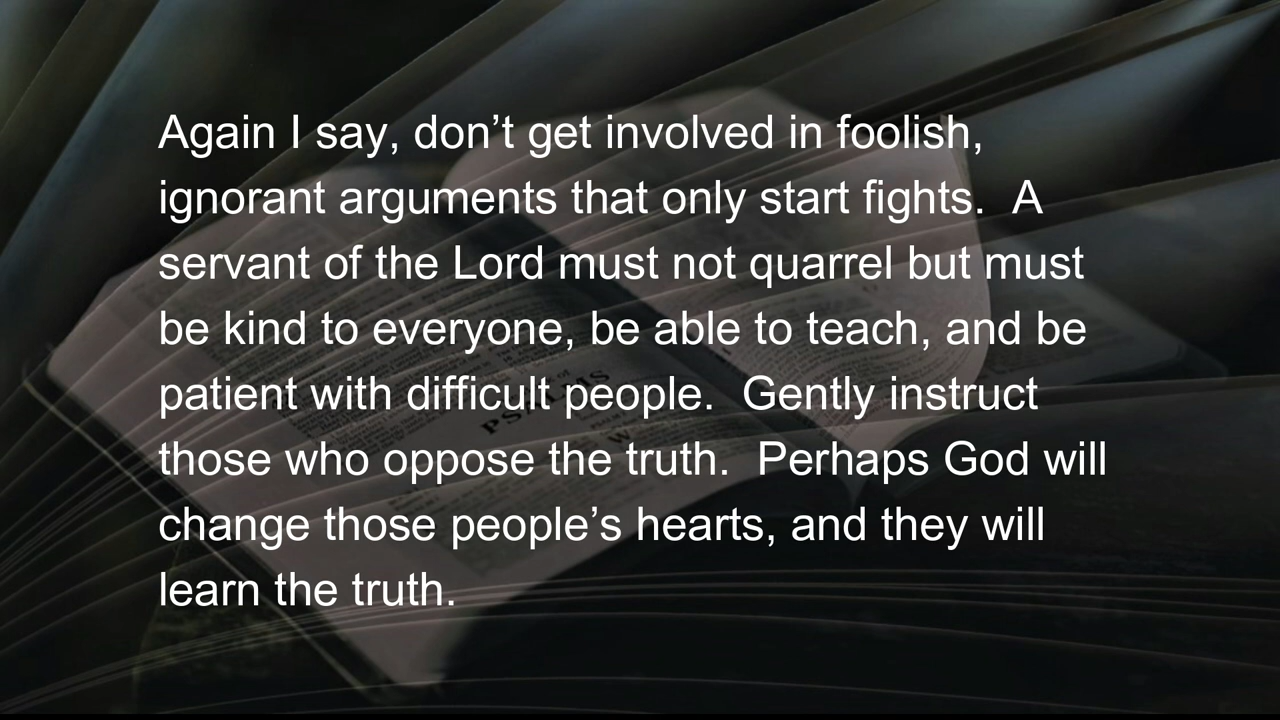 Again I say, don’t get involved in foolish,
ignorant arguments that only start fights.  A
servant of the Lord must not quarrel but must
be kind to everyone, be able to teach, and be
patient with difficult people.  Gently instruct
those who oppose the truth.  Perhaps God will
change those people’s hearts, and they will
learn the truth.
PSALMS